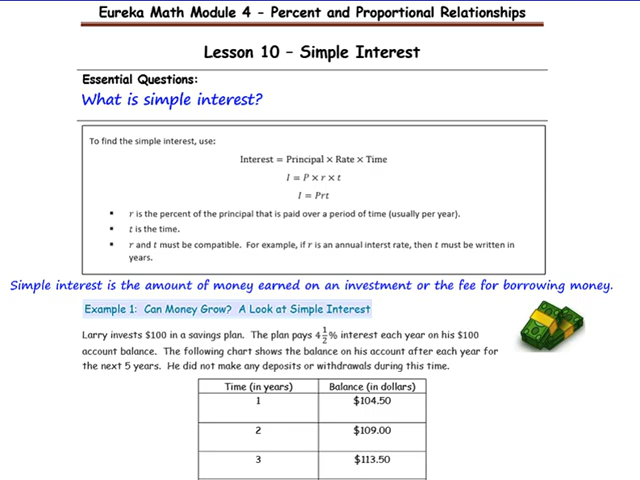 Eureka Math Module 4 - Percent and Proportional Relationships
Lesson 10 – Simple Interest
Essential Questions:
What is simple interest?
To find the simple interest, use:
Interest = Principal × Rate × Time
I = P × r × t
I = Prt
▪ r is the percent of the principal that is paid over a period of time (usually per year).
▪ t is the time.
▪ r and t must be compatible. For example, if r is an annual interst rate, then t must be written in
years.
Simple interest is the amount of money earned on an investment or the fee for borrowing money.
Example 1: Can Money Grow? A Look at Simple Interest
Larry invests $100 in a savings plan. The plan pays 4 1/2% interest each year on his $100
account balance. The following chart shows the balance on his account after each year for
the next 5 years. He did not make any deposits or withdrawals during this time.
Time (in years) Balance (in dollars)
1 $104.50
2 $109.00
3 $113.50